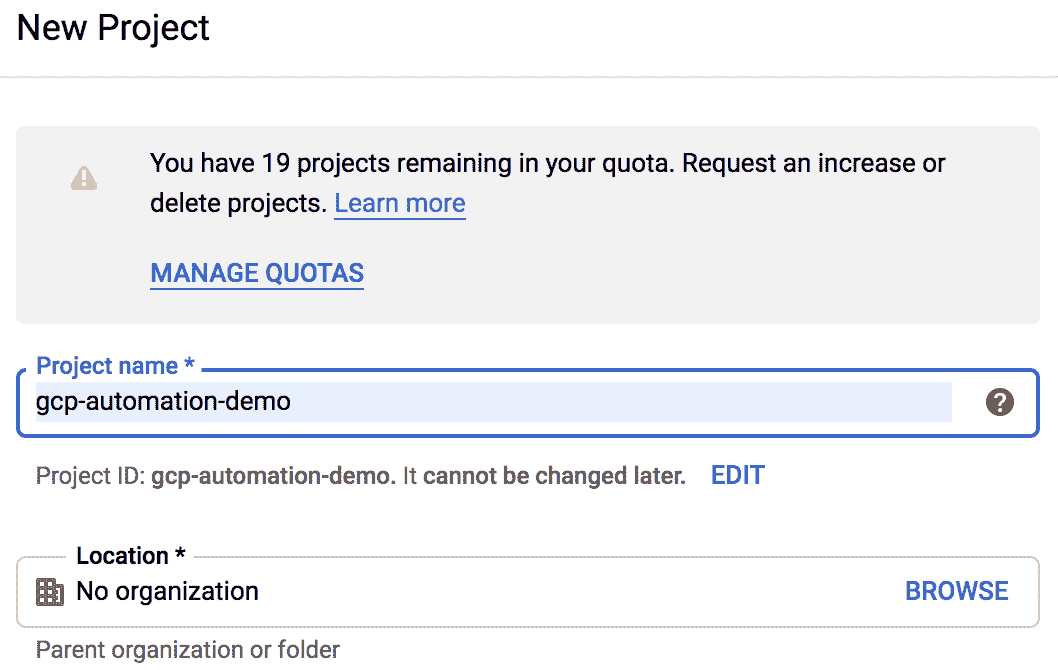 New Project
You have 19 projects remaining in your quota. Request an increase or
delete projects. Learn more
MANAGE QUOTAS
Project name *
gcp-automation-demo
Project ID: gcp-automation-demo. It cannot be changed later. EDIT
Location *
No organization BROWSE
Parent organization or folder